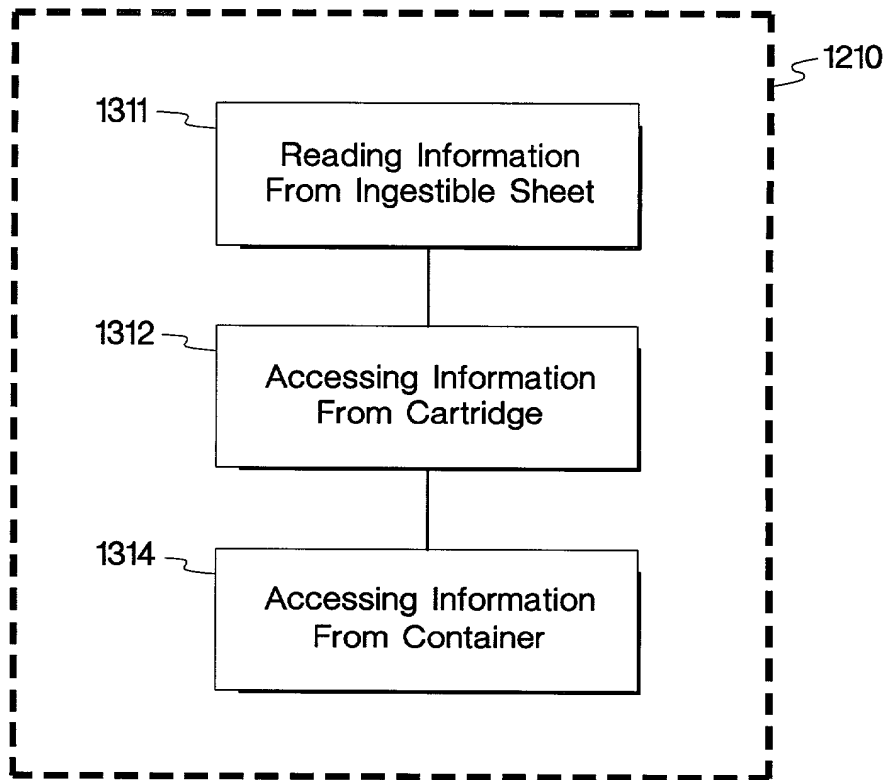 1210
1311
Reading Information
From Ingestible Sheet
1312
Accessing Information
From Cartridge
1314
Accessing Information
From Container